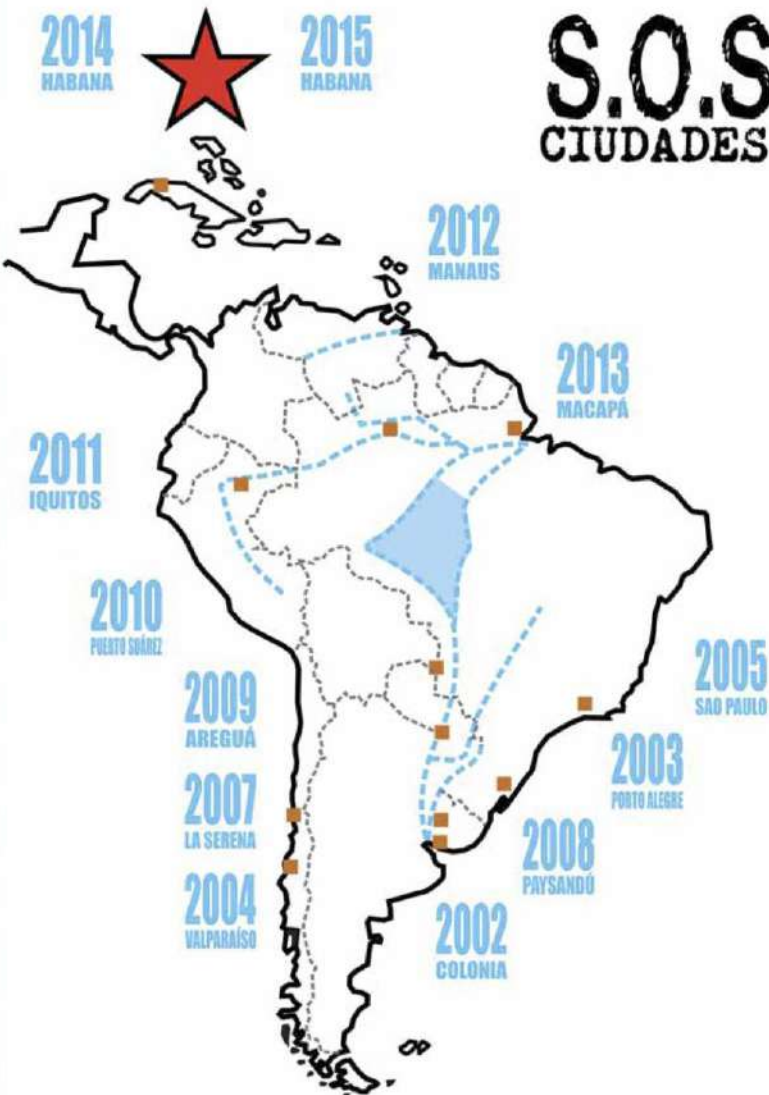 2014
HABANA
2015
HABANA
S.O.S
CIUDADES
2012
MANAUS
2013
MACAPÁ
2011
IQUITOS
2010
PUERTO SUÁREZ
2005
SAO PAULO
2009
AREGUÁ
2003
PORTO ALEGRE
2007
LA SERENA
2008
PAYSANDÚ
2004
VALPARAÍSO
2002
COLONIA